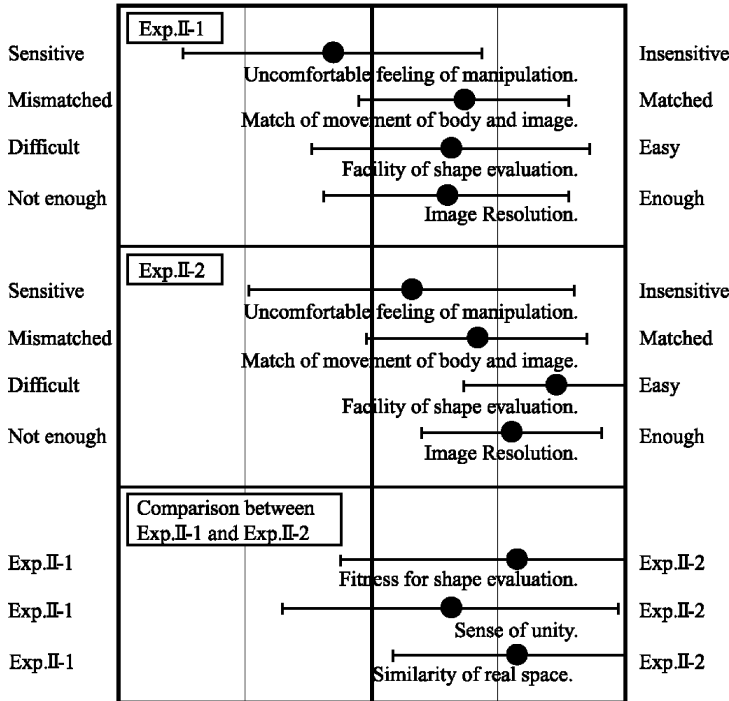 Exp.Ⅱ-1
Sensitive Insensitive
Uncomfortable feeling of manipulation.
Mismatched Matched
Match of movement of body and image.
Difficult Easy
Facility of shape evaluation.
Not enough Enough
Image Resolution.
Exp.Ⅱ-2
Sensitive Insensitive
Uncomfortable feeling of manipulation.
Mismatched Matched
Match of movement of body and image.
Difficult Easy
Facility of shape evaluation.
Not enough Enough
Image Resolution.
Comparison between
Exp.Ⅱ-1 and Exp.Ⅱ-2
Exp.Ⅱ-1 Exp.Ⅱ-2
Fitness for shape evaluation.
Exp.Ⅱ-1 Exp.Ⅱ-2
Sense of unity.
Exp.Ⅱ-1 Exp.Ⅱ-2
Similarity of real space.